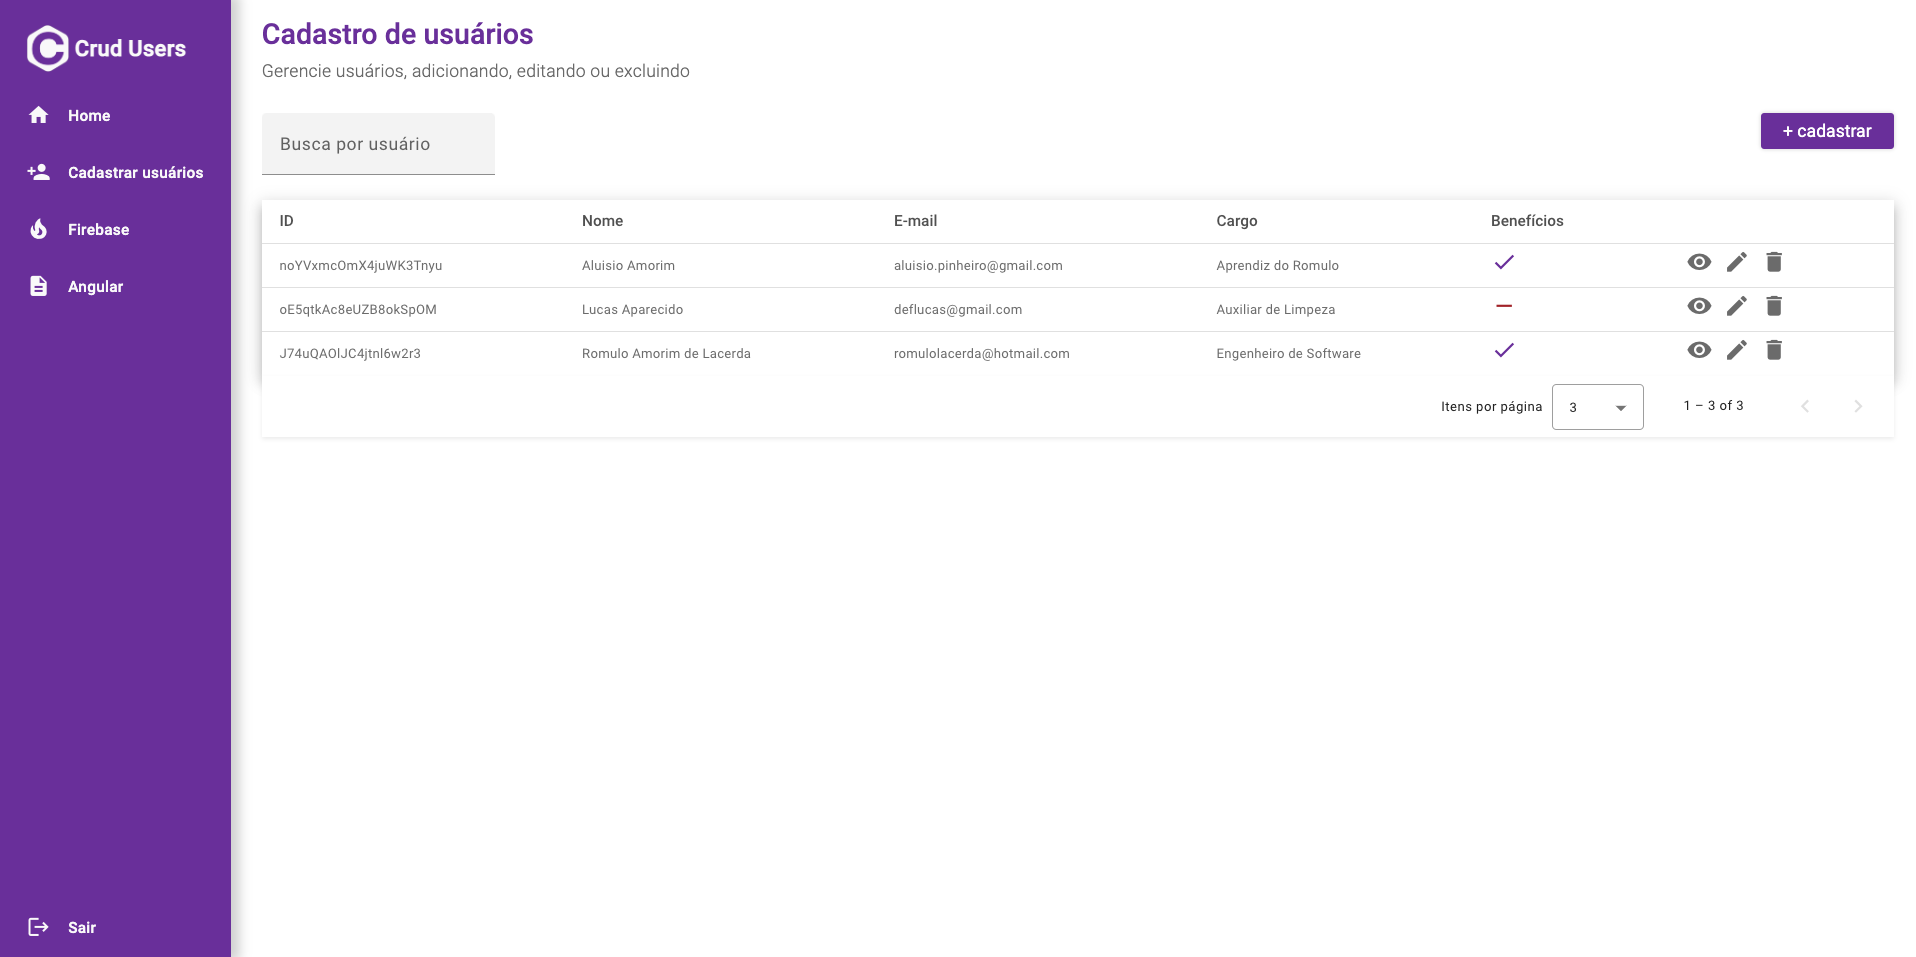 Crud Users
Home
Cadastrar usuários
Firebase
Angular
Sair
Cadastro de usuários
Gerencie usuários, adicionando, editando ou excluindo
Busca por usuário
+ cadastrar
ID Nome E-mail Cargo Benefícios
noYVxmcOmX4juWK3Tnyu Aluisio Amorim aluisio.pinheiro@gmail.com Aprendiz do Romulo
oE5qtkAc8eUZB8okSpOM Lucas Aparecido deflucas@gmail.com Auxiliar de Limpeza
J74uQAOlJC4jtnl6w2r3 Romulo Amorim de Lacerda romulolacerda@hotmail.com Engenheiro de Software
Itens por página 3 1 – 3 of 3